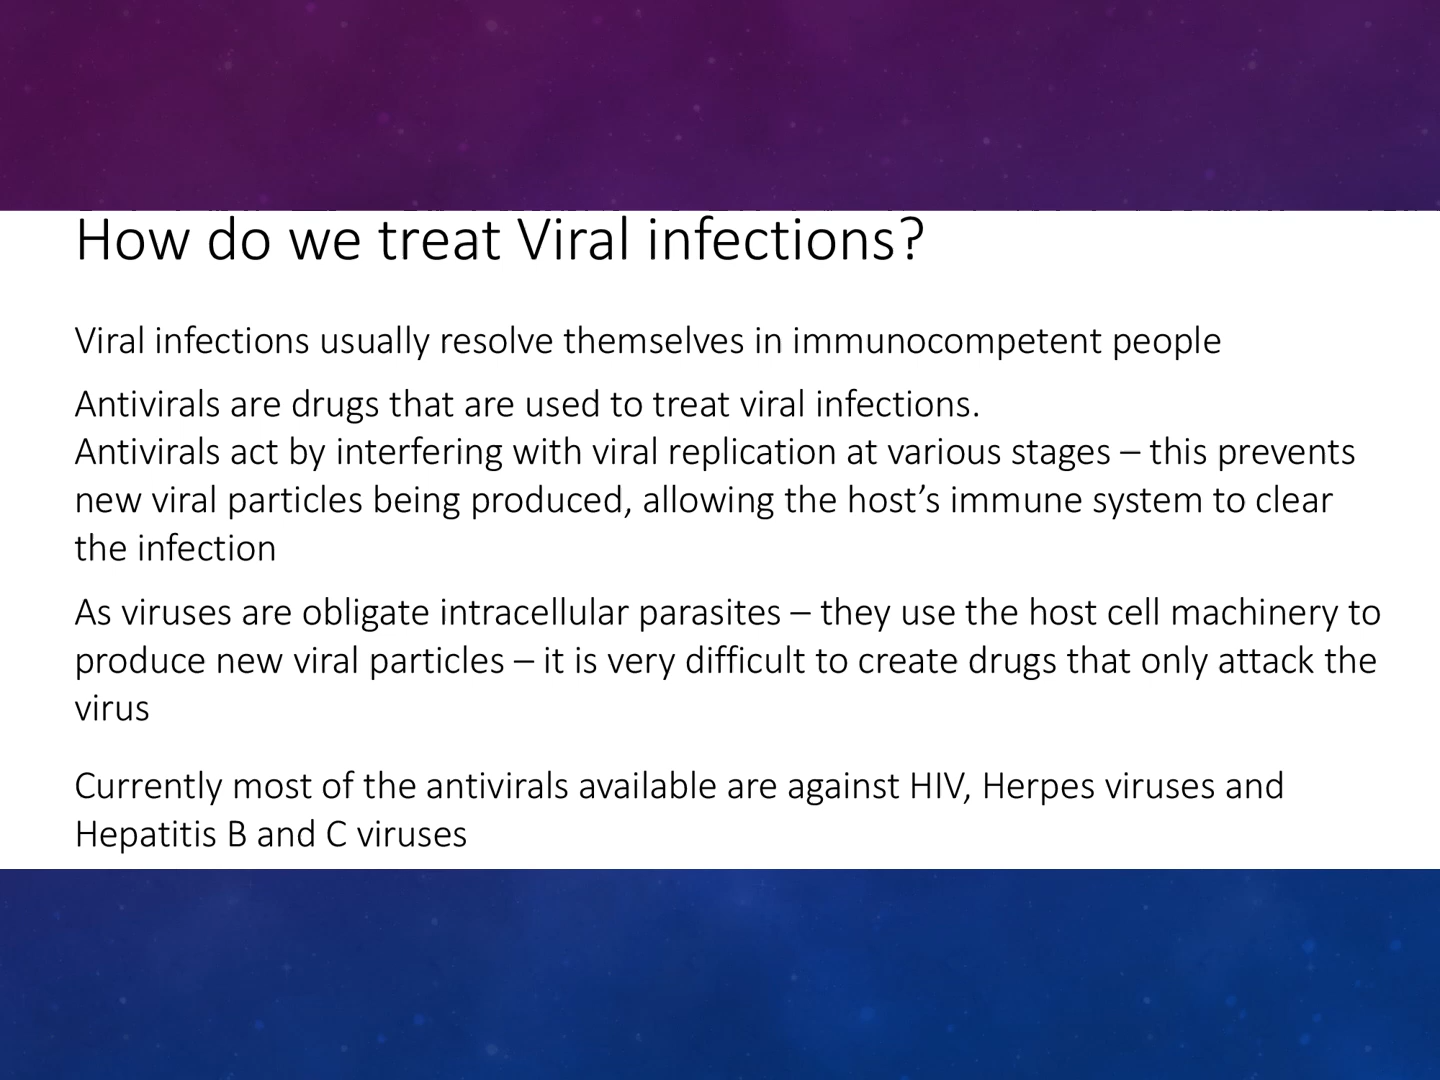 How do we treat Viral infections?
Viral infections usually resolve themselves in immunocompetent people
Antivirals are drugs that are used to treat viral infections.
Antivirals act by interfering with viral replication at various stages – this prevents
new viral particles being produced, allowing the host’s immune system to clear
the infection
As viruses are obligate intracellular parasites – they use the host cell machinery to
produce new viral particles – it is very difficult to create drugs that only attack the
virus
Currently most of the antivirals available are against HIV, Herpes viruses and
Hepatitis B and C viruses